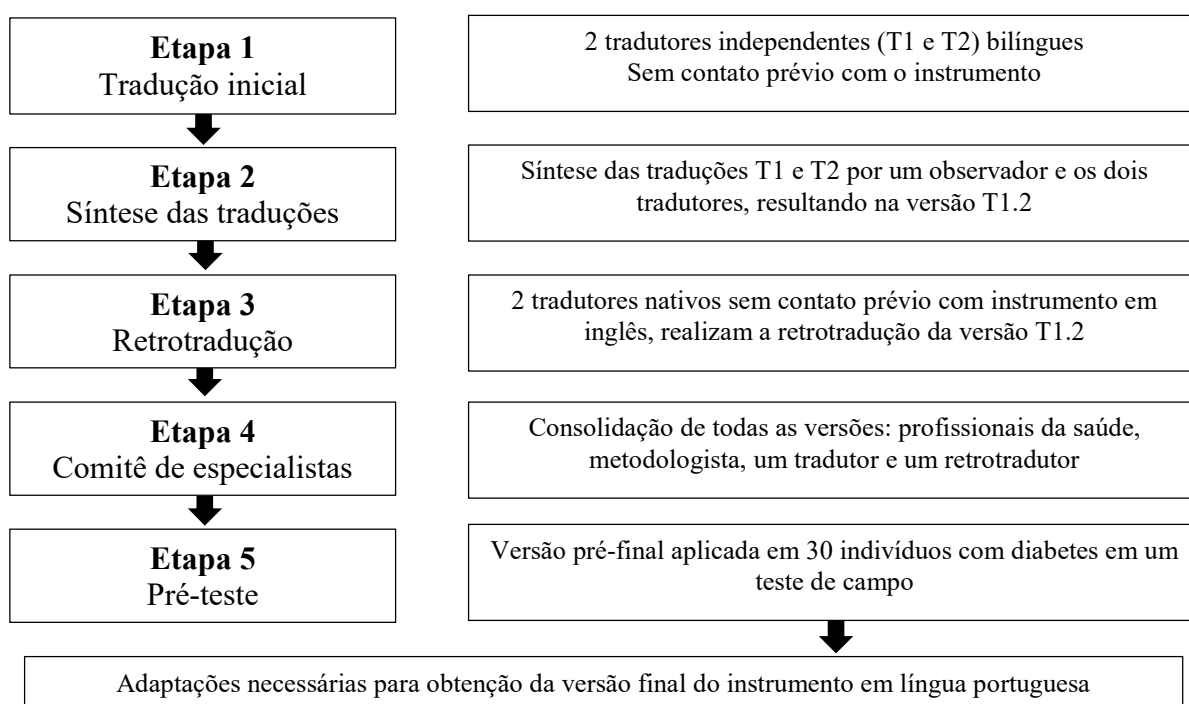 Etapa 1
Tradução inicial
2 tradutores independentes (T1 e T2) bilíngues
Sem contato prévio com o instrumento
Etapa 2
Síntese das traduções
Síntese das traduções T1 e T2 por um observador e os dois
tradutores, resultando na versão T1.2
Etapa 3
Retrotradução
2 tradutores nativos sem contato prévio com instrumento em
inglês, realizam a retrotradução da versão T1.2
Etapa 4
Comitê de especialistas
Consolidação de todas as versões: profissionais da saúde,
metodologista, um tradutor e um retrotradutor
Etapa 5
Pré-teste
Versão pré-final aplicada em 30 indivíduos com diabetes em um
teste de campo
Adaptações necessárias para obtenção da versão final do instrumento em língua portuguesa